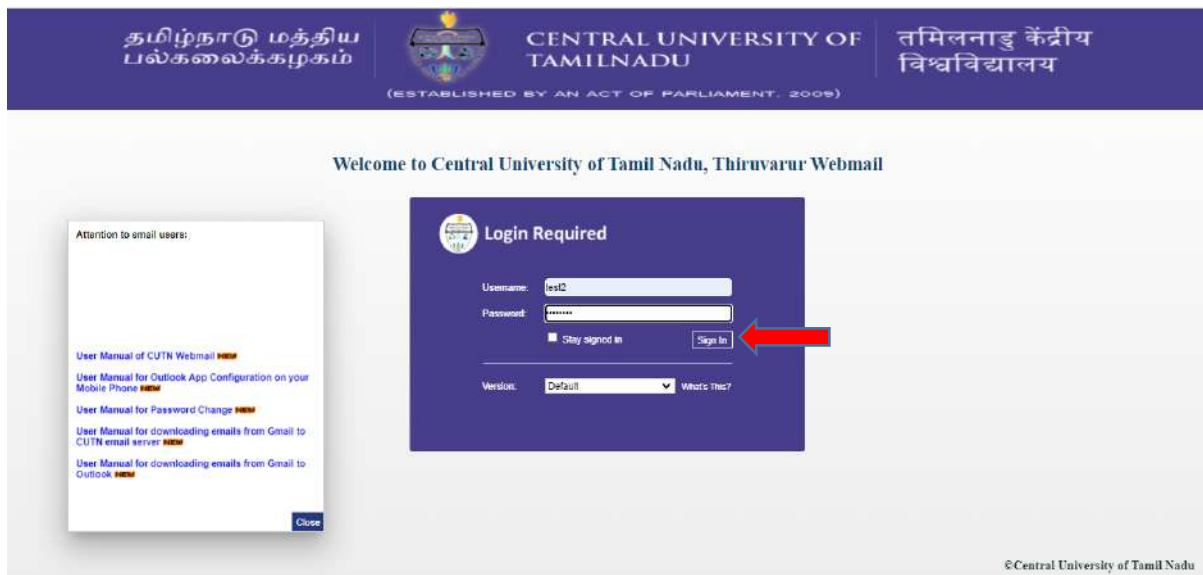 தமிழ்நாடு மத்திய
பல்கலைக்கழகம்
CENTRAL UNIVERSITY OF
TAMILNADU
तमिलनाडु केंद्रीय
विश्वविद्यालय
(ESTABLISHED BY AN ACT OF PARLIAMENT. 2009)
Welcome to Central University of Tamil Nadu, Thiruvarur Webmail
Attention to email users:
User Manual of CUTN Webmail NEW
User Manual for Outlook App Configuration on your
Mobile Phone NEW
User Manual for Password Change NEW
User Manual for downloading emails from Gmail to
CUTN email server NEW
User Manual for downloading emails from Gmail to
Outlook NEW
Close
Login Required
Username: test2
Password: ••••••••
Stay signed in
Sign In
Version: Default What's This?
©Central University of Tamil Nadu